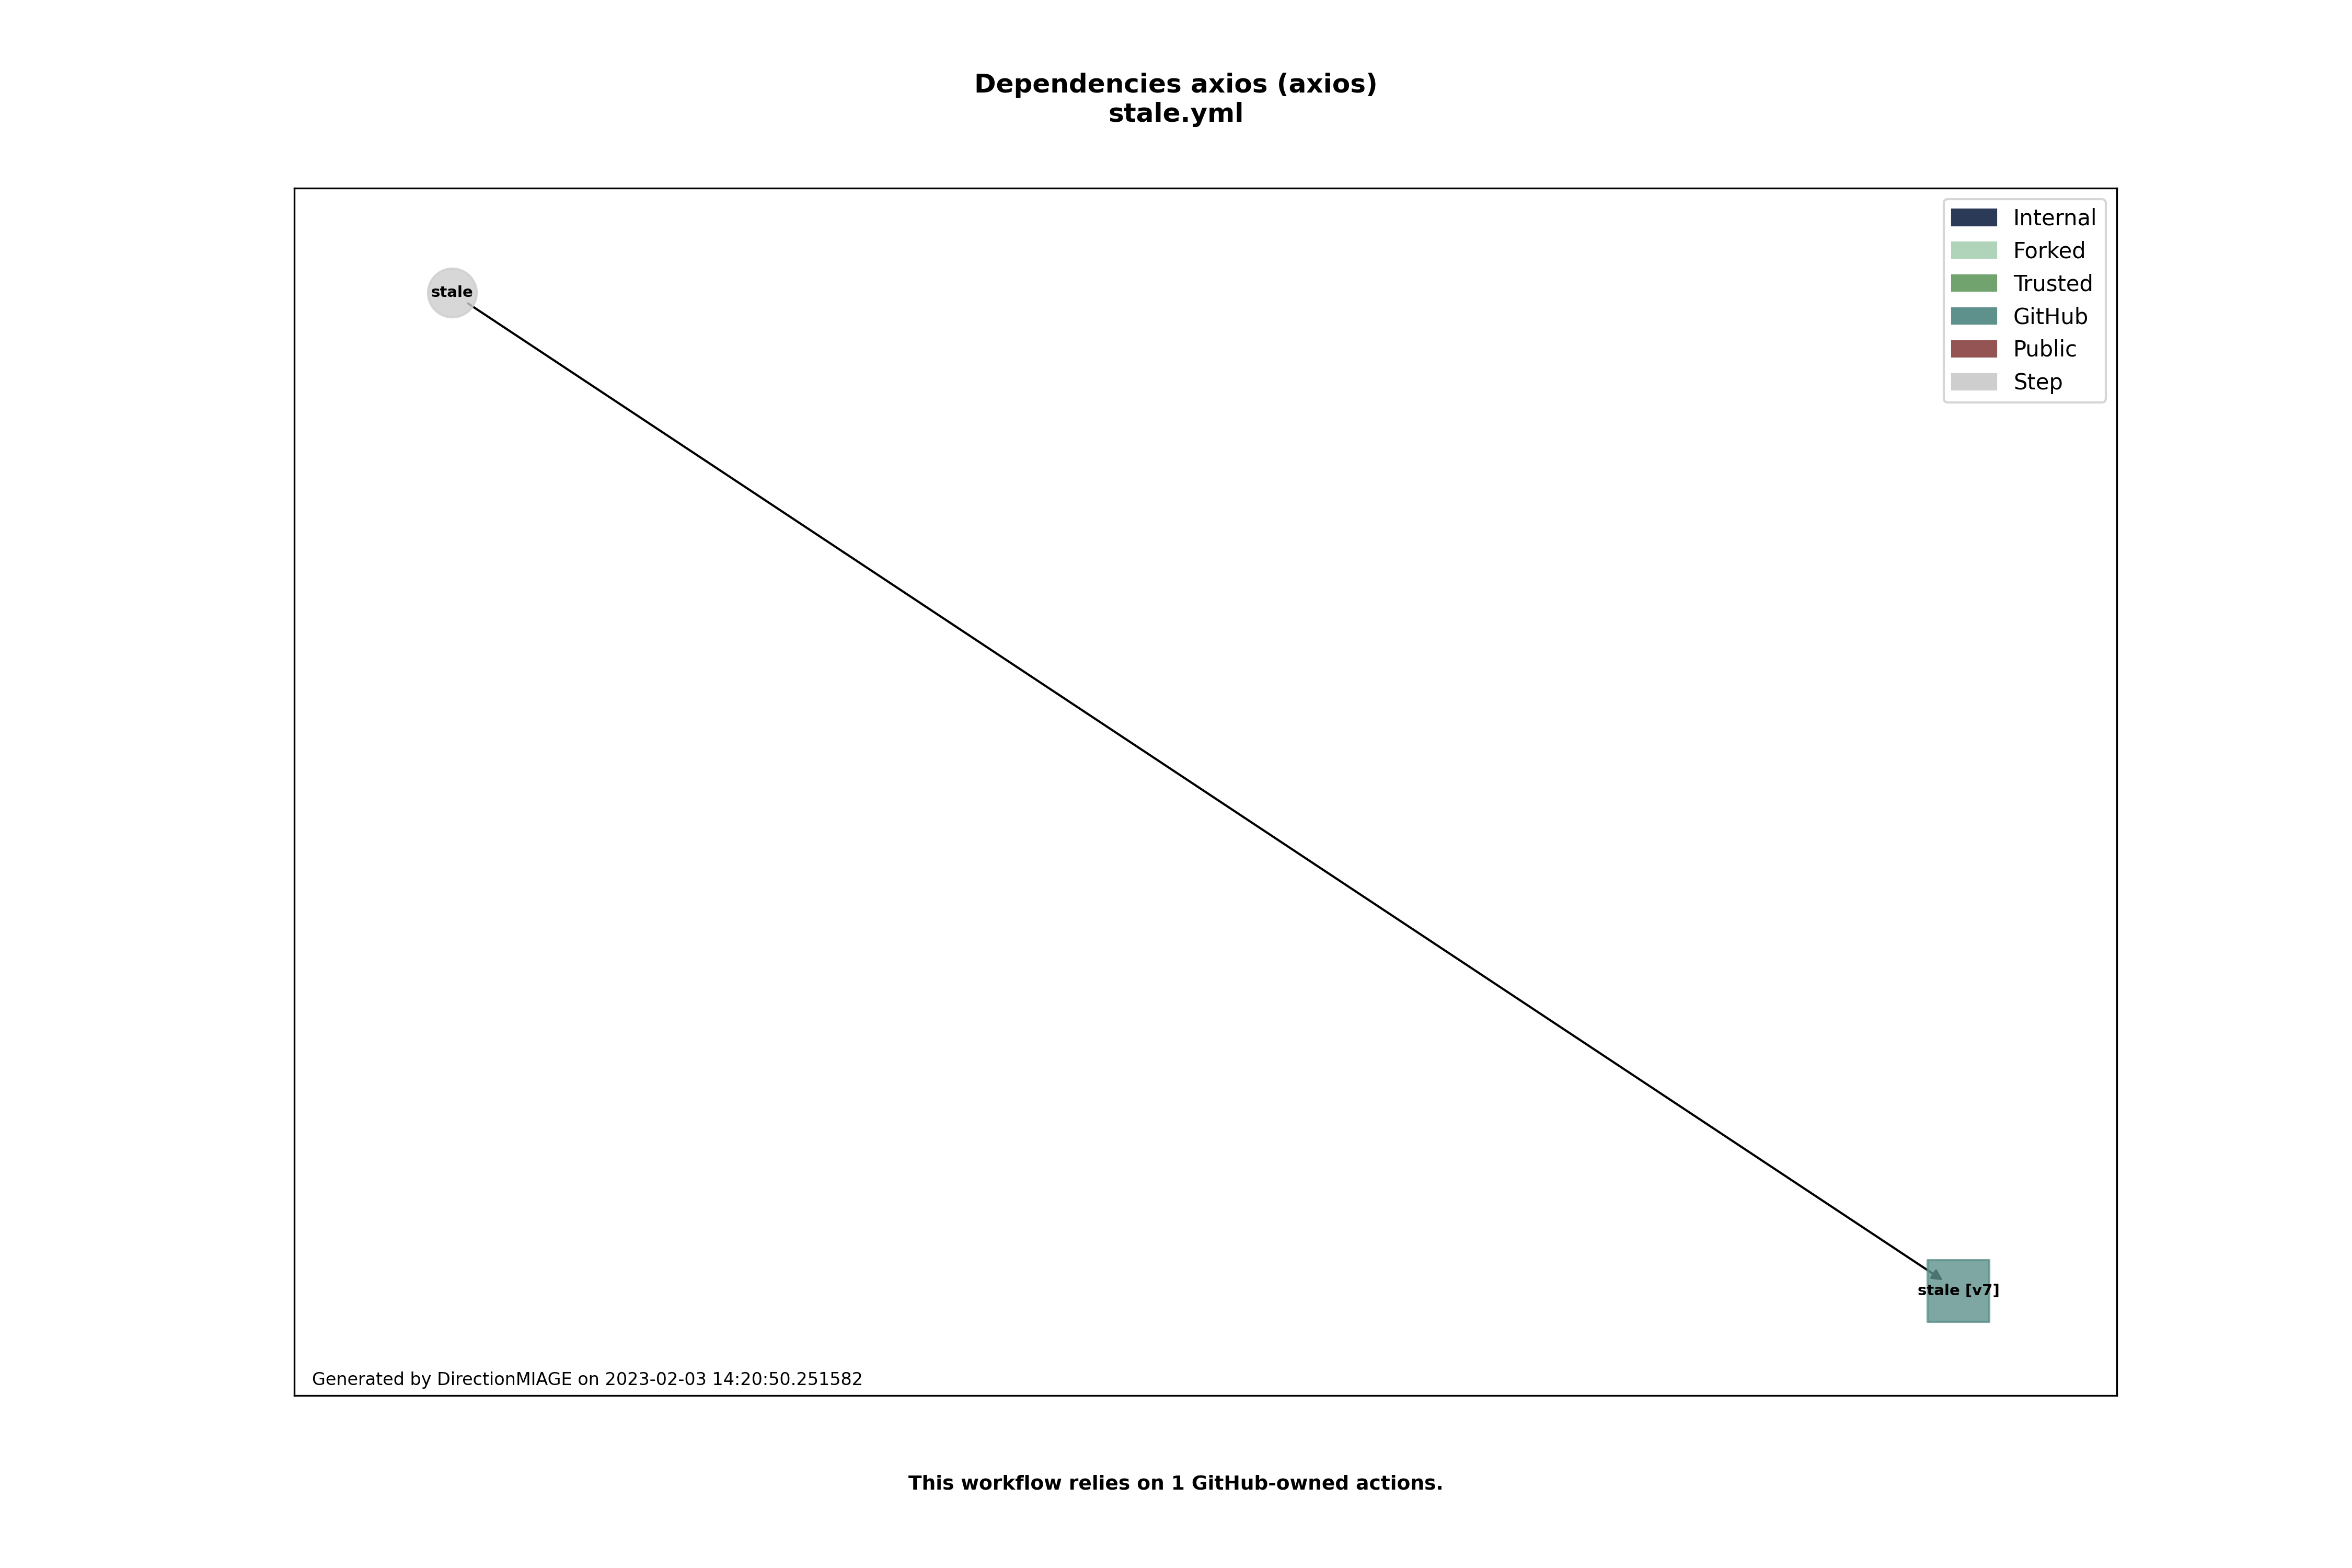 Dependencies axios (axios)
stale.yml
Internal
Forked
Trusted
GitHub
Public
Step
stale
stale [v7]
Generated by DirectionMIAGE on 2023-02-03 14:20:50.251582
This workflow relies on 1 GitHub-owned actions.